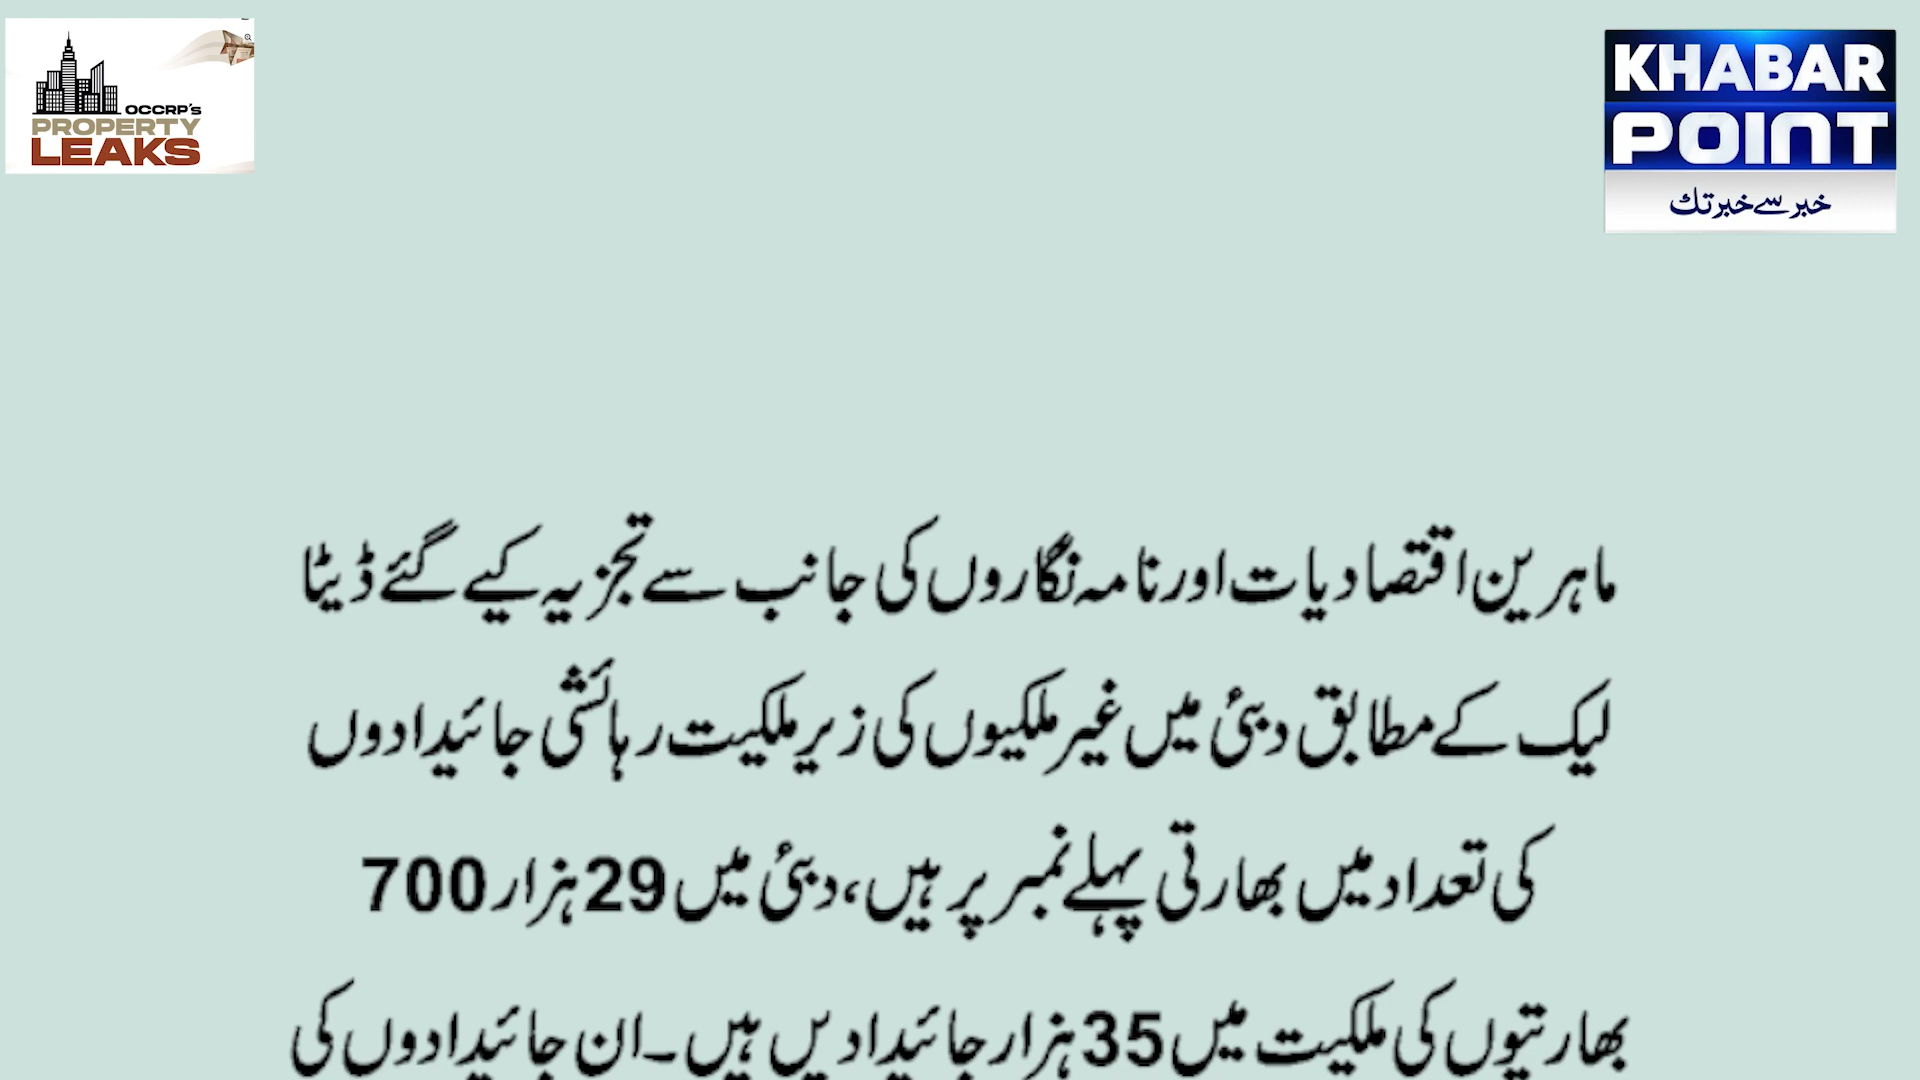 OCCRP's
PROPERTY
LEAKS
KHABAR
POINT
خبر سے خبر تک
ماہرین اقتصادیات اور نامہ نگاروں کی جانب سے تجزیہ کیے گئے ڈیٹا
لیک کے مطابق دبئی میں غیر ملکیوں کی زیر ملکیت رہائشی جائیدادوں
کی تعداد میں بھارتی پہلے نمبر پر ہیں، دبئی میں 29 ہزار 700
بھارتیوں کی ملکیت میں 35 ہزار جائیدادیں ہیں۔ ان جائیدادوں کی